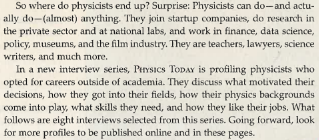 So where do physicists end up? Surprise: Physicists can do—and actu-
ally do—(almost) anything. They join startup companies, do research in
the private sector and at national labs, and work in finance, data science,
policy, museums, and the film industry. They are teachers, lawyers, science
writers, and much more.
In a new interview series, PHYSICS TODAY is profiling physicists who
opted for careers outside of academia. They discuss what motivated their
decisions, how they got into their fields, how their physics backgrounds
come into play, what skills they need, and how they like their jobs. What
follows are eight interviews selected from this series. Going forward, look
for more profiles to be published online and in these pages.